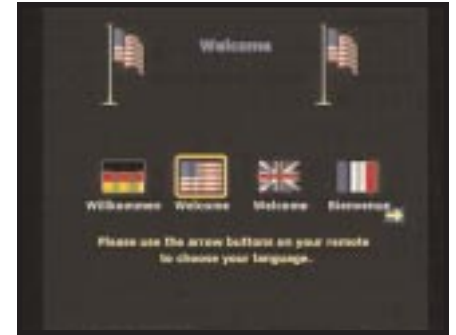 Welcome
Willkommen Welcome Welcome Bienvenue
Please use the arrow buttons on your remote
to choose your language.